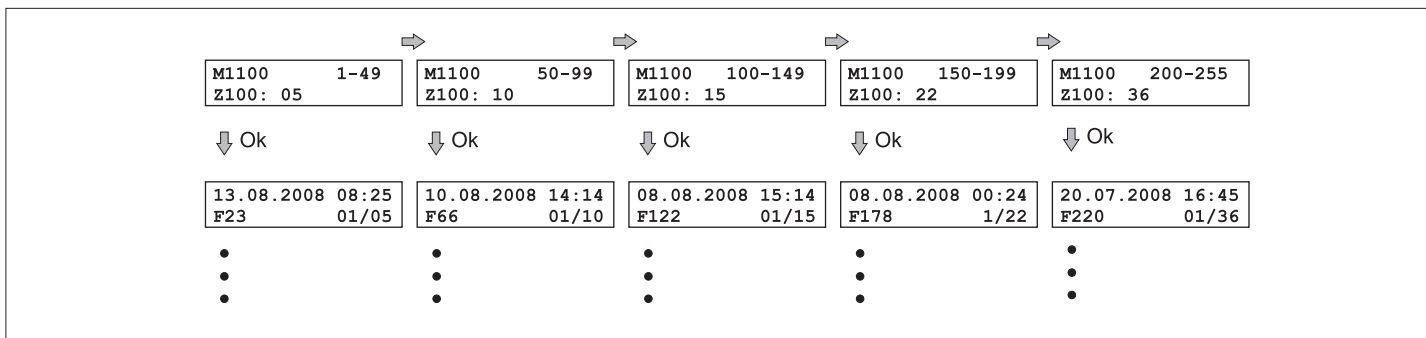 M1100 1-49
Z100: 05
M1100 50-99
Z100: 10
M1100 100-149
Z100: 15
M1100 150-199
Z100: 22
M1100 200-255
Z100: 36
Ok
Ok
Ok
Ok
Ok
13.08.2008 08:25
F23 01/05
10.08.2008 14:14
F66 01/10
08.08.2008 15:14
F122 01/15
08.08.2008 00:24
F178 1/22
20.07.2008 16:45
F220 01/36